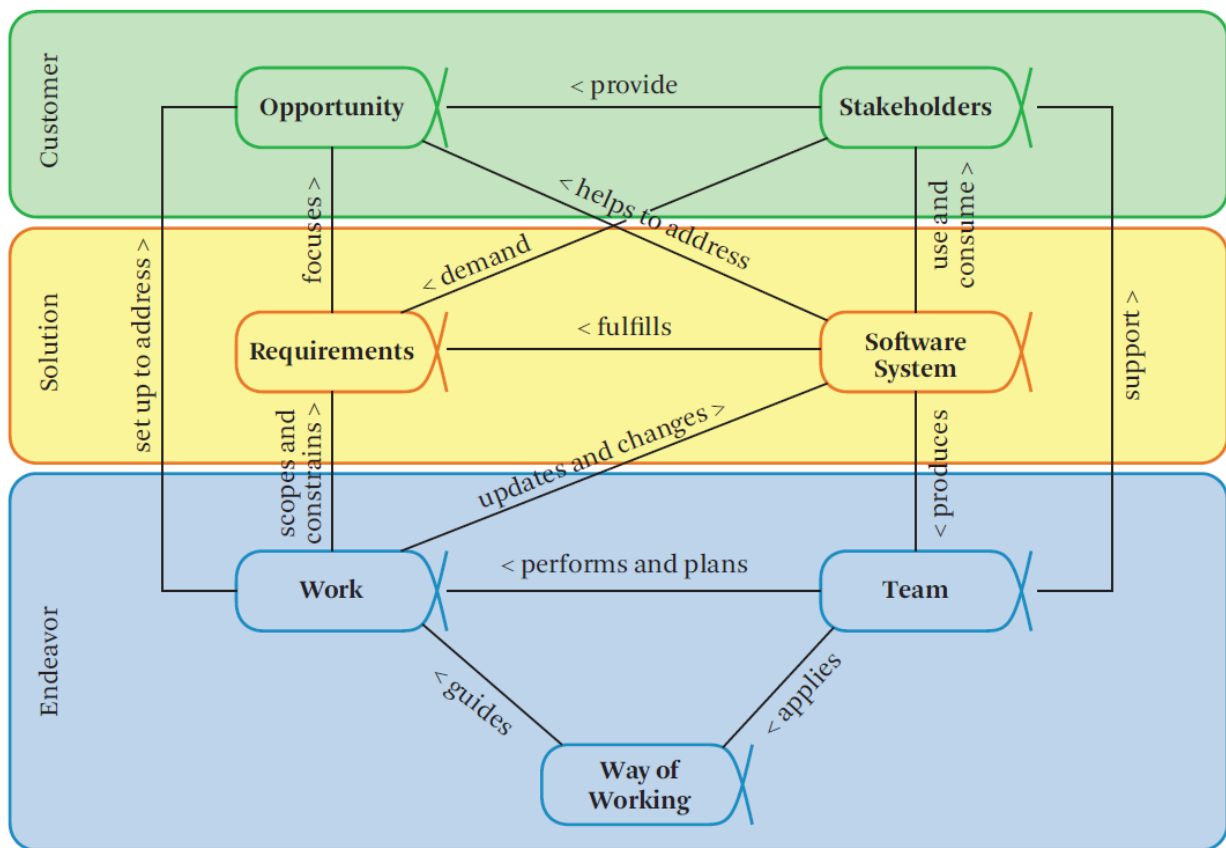 Customer
Opportunity
< provide
Stakeholders
focuses >
< helps to address
use and
consume >
< demand
set up to address >
support >
Solution
Requirements
< fulfills
Software
System
scopes and
constrains >
updates and changes >
< produces
Endeavor
Work
< performs and plans
Team
< guides
< applies
Way of
Working